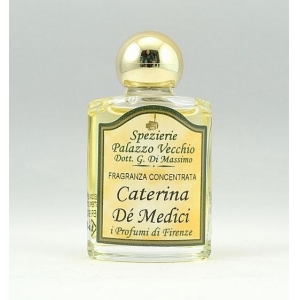 Spezierie
Palazzo Vecchio
Dott. G. Di Massimo
FRAGRANZA CONCENTRATA
Caterina
Dé Medici
i Profumi di Firenze